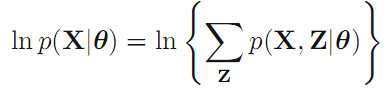 ln p(X|θ) = ln { ∑_Z p(X, Z|θ) }